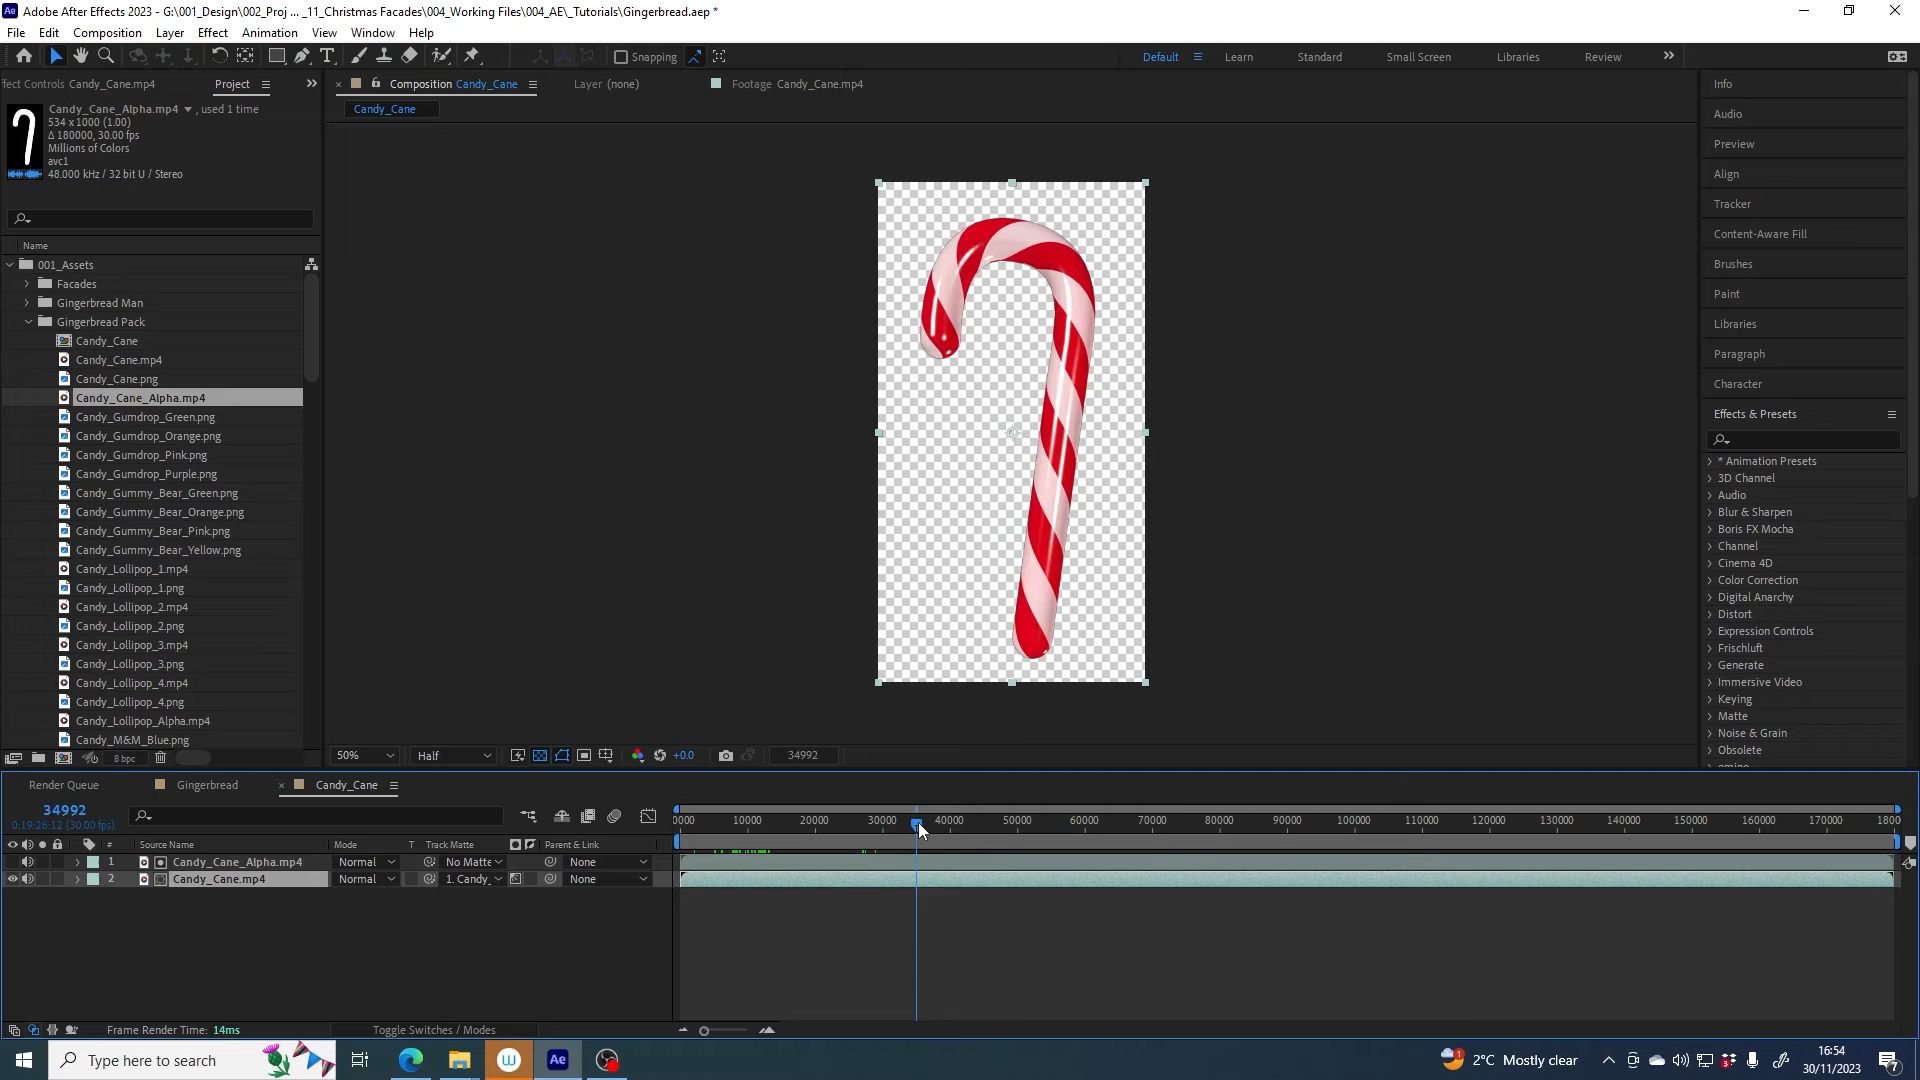 Adobe After Effects 2023 - G:\001_Design\002_Proj ... _11_Christmas Facades\004_Working Files\004_AE\_Tutorials\Gingerbread.aep *
File Edit Composition Layer Effect Animation View Window Help
Snapping
Default Learn Standard Small Screen Libraries Review
ffect Controls Candy_Cane.mp4 Project
Composition Candy_Cane Layer (none) Footage Candy_Cane.mp4
Candy_Cane
Candy_Cane_Alpha.mp4 , used 1 time
534 x 1000 (1.00)
Δ 180000, 30.00 fps
Millions of Colors
avc1
48.000 kHz / 32 bit U / Stereo
Name
001_Assets
Facades
Gingerbread Man
Gingerbread Pack
Candy_Cane
Candy_Cane.mp4
Candy_Cane.png
Candy_Cane_Alpha.mp4
Candy_Gumdrop_Green.png
Candy_Gumdrop_Orange.png
Candy_Gumdrop_Pink.png
Candy_Gumdrop_Purple.png
Candy_Gummy_Bear_Green.png
Candy_Gummy_Bear_Orange.png
Candy_Gummy_Bear_Pink.png
Candy_Gummy_Bear_Yellow.png
Candy_Lollipop_1.mp4
Candy_Lollipop_1.png
Candy_Lollipop_2.mp4
Candy_Lollipop_2.png
Candy_Lollipop_3.mp4
Candy_Lollipop_3.png
Candy_Lollipop_4.mp4
Candy_Lollipop_4.png
Candy_Lollipop_Alpha.mp4
Candy_M&M_Blue.png
8 bpc
50% Half +0.0 34992
Info
Audio
Preview
Align
Tracker
Content-Aware Fill
Brushes
Paint
Libraries
Paragraph
Character
Effects & Presets
* Animation Presets
3D Channel
Audio
Blur & Sharpen
Boris FX Mocha
Channel
Cinema 4D
Color Correction
Digital Anarchy
Distort
Expression Controls
Frischluft
Generate
Immersive Video
Keying
Matte
Noise & Grain
Obsolete
Render Queue Gingerbread Candy_Cane
34992
0:19:26:12 (30.00 fps)
0000 10000 20000 30000 40000 50000 60000 70000 80000 90000 100000 110000 120000 130000 140000 150000 160000 170000 1800
# Source Name Mode T Track Matte Parent & Link
1 Candy_Cane_Alpha.mp4 Normal No Matte None
2 Candy_Cane.mp4 Normal 1. Candy_ None
Frame Render Time: 14ms Toggle Switches / Modes
Type here to search
Ae
2°C Mostly clear
16:54
30/11/2023
7